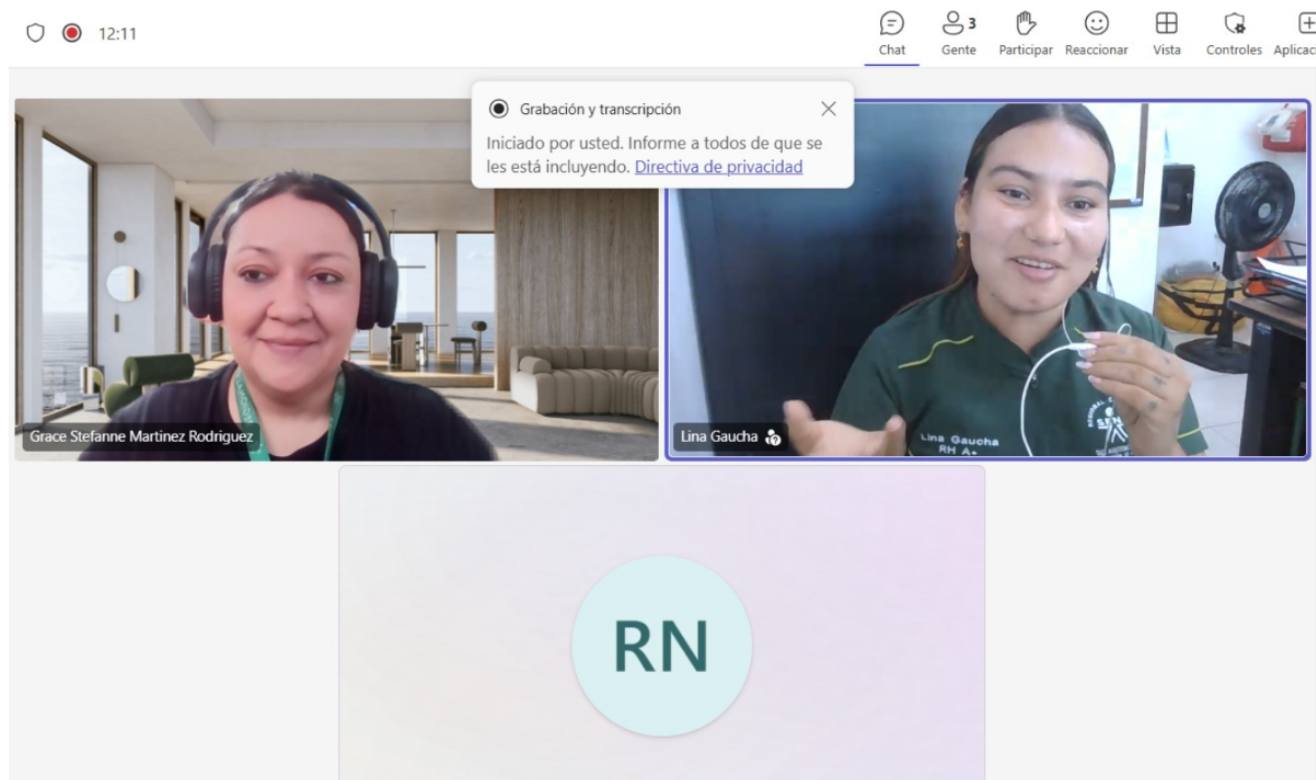 12:11
Chat
Gente
3
Participar
Reaccionar
Vista
Controles
Aplicaci
Grabación y transcripción
Iniciado por usted. Informe a todos de que se
les está incluyendo. Directiva de privacidad
Grace Stefanne Martinez Rodriguez
Lina Gaucha
Lina Gaucha
RH A+
RN